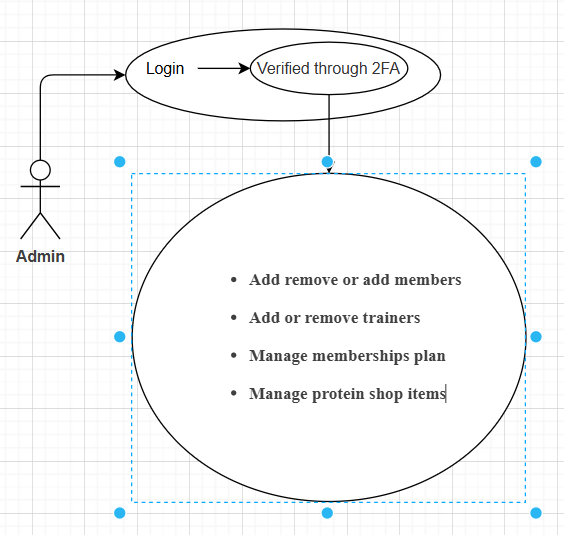 Login
Verified through 2FA
Admin
Add remove or add members
Add or remove trainers
Manage memberships plan
Manage protein shop items